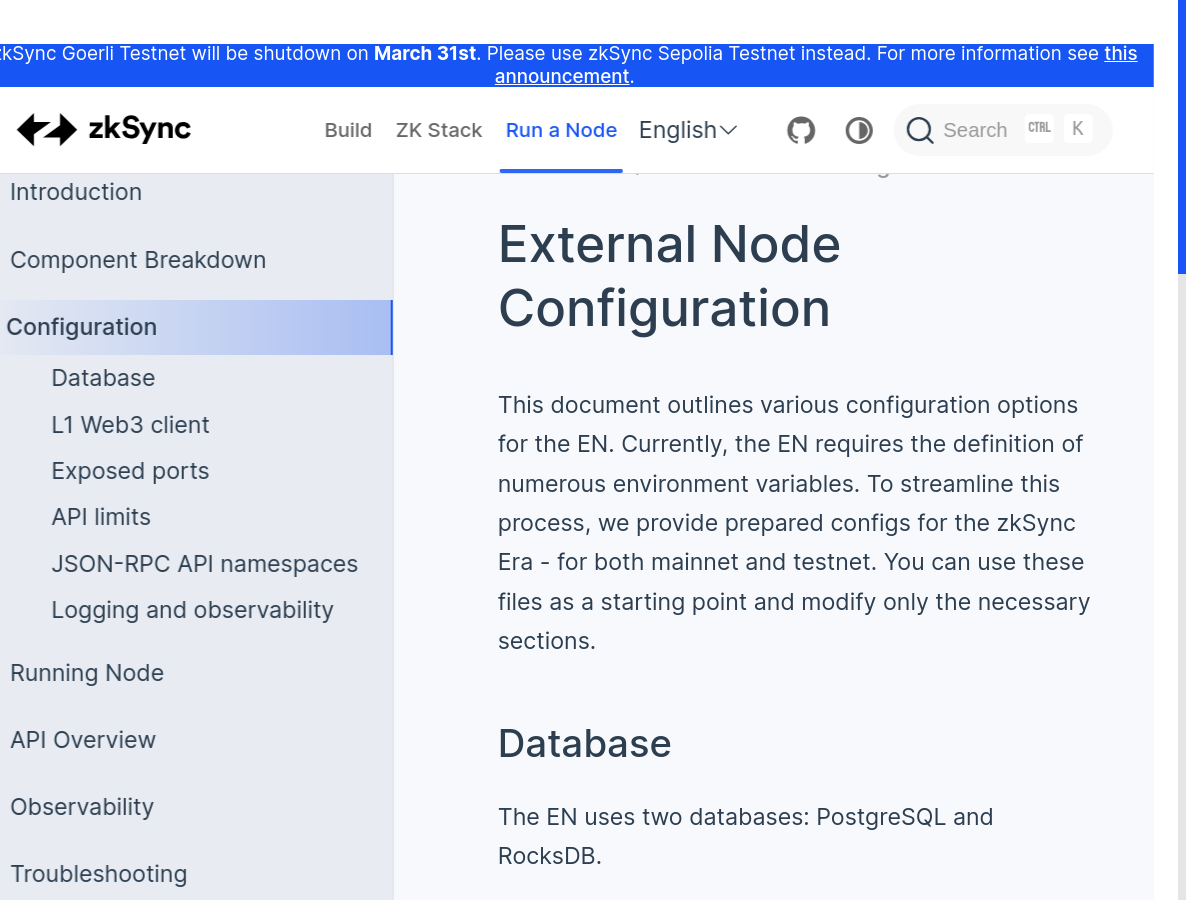 zkSync Goerli Testnet will be shutdown on March 31st. Please use zkSync Sepolia Testnet instead. For more information see this
announcement.
zkSync
Build
ZK Stack
Run a Node
English
Search
CTRL
K
Introduction
Component Breakdown
Configuration
Database
L1 Web3 client
Exposed ports
API limits
JSON-RPC API namespaces
Logging and observability
Running Node
API Overview
Observability
Troubleshooting
External Node
Configuration
This document outlines various configuration options
for the EN. Currently, the EN requires the definition of
numerous environment variables. To streamline this
process, we provide prepared configs for the zkSync
Era - for both mainnet and testnet. You can use these
files as a starting point and modify only the necessary
sections.
Database
The EN uses two databases: PostgreSQL and
RocksDB.